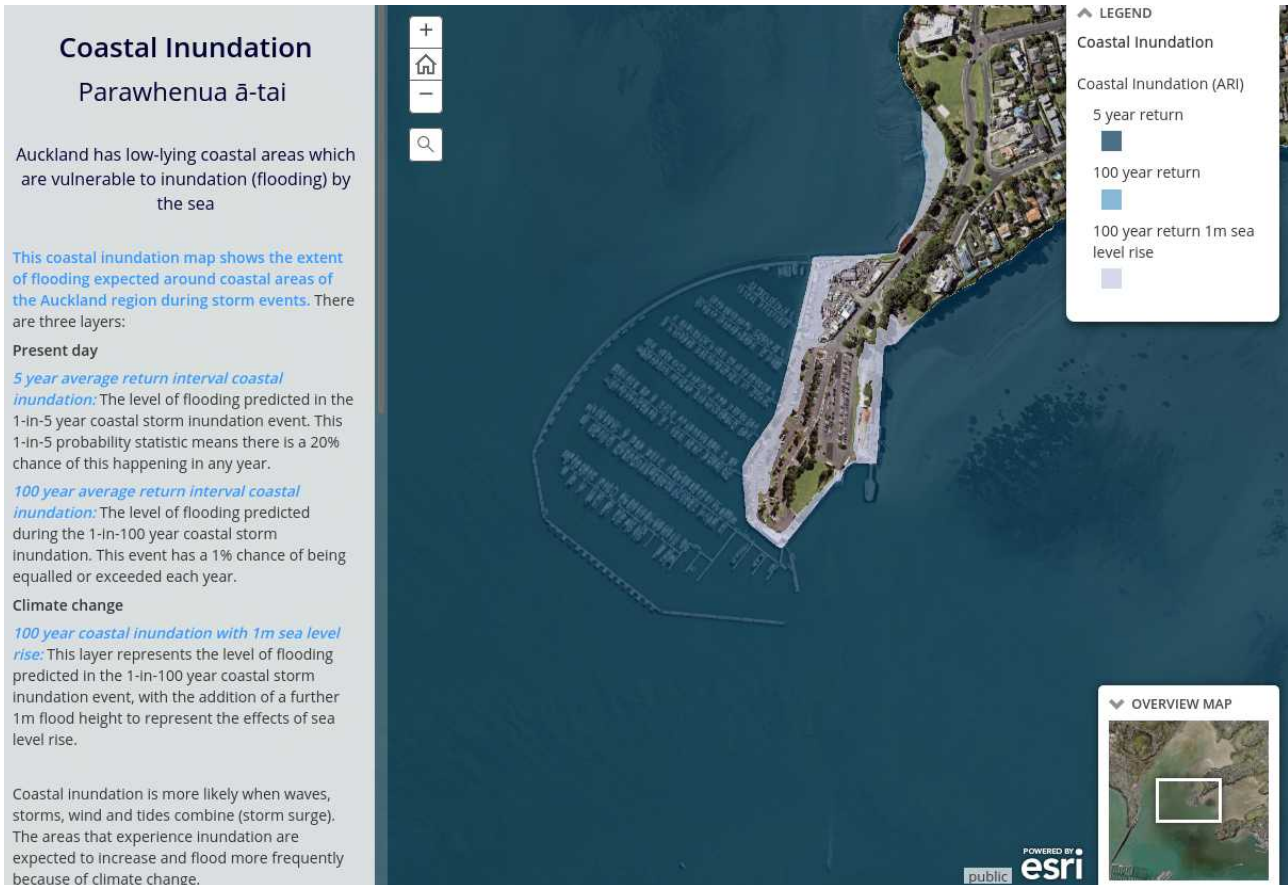 Coastal Inundation
Parawhenua ā-tai
Auckland has low-lying coastal areas which
are vulnerable to inundation (flooding) by
the sea
This coastal inundation map shows the extent
of flooding expected around coastal areas of
the Auckland region during storm events. There
are three layers:
Present day
5 year average return interval coastal
inundation: The level of flooding predicted in the
1-in-5 year coastal storm inundation event. This
1-in-5 probability statistic means there is a 20%
chance of this happening in any year.
100 year average return interval coastal
inundation: The level of flooding predicted
during the 1-in-100 year coastal storm
inundation. This event has a 1% chance of being
equalled or exceeded each year.
Climate change
100 year coastal inundation with 1m sea level
rise: This layer represents the level of flooding
predicted in the 1-in-100 year coastal storm
inundation event, with the addition of a further
1m flood height to represent the effects of sea
level rise.
Coastal inundation is more likely when waves,
storms, wind and tides combine (storm surge).
The areas that experience inundation are
expected to increase and flood more frequently
because of climate change.
LEGEND
Coastal Inundation
Coastal Inundation (ARI)
5 year return
100 year return
100 year return 1m sea
level rise
OVERVIEW MAP
public
POWERED BY
esri